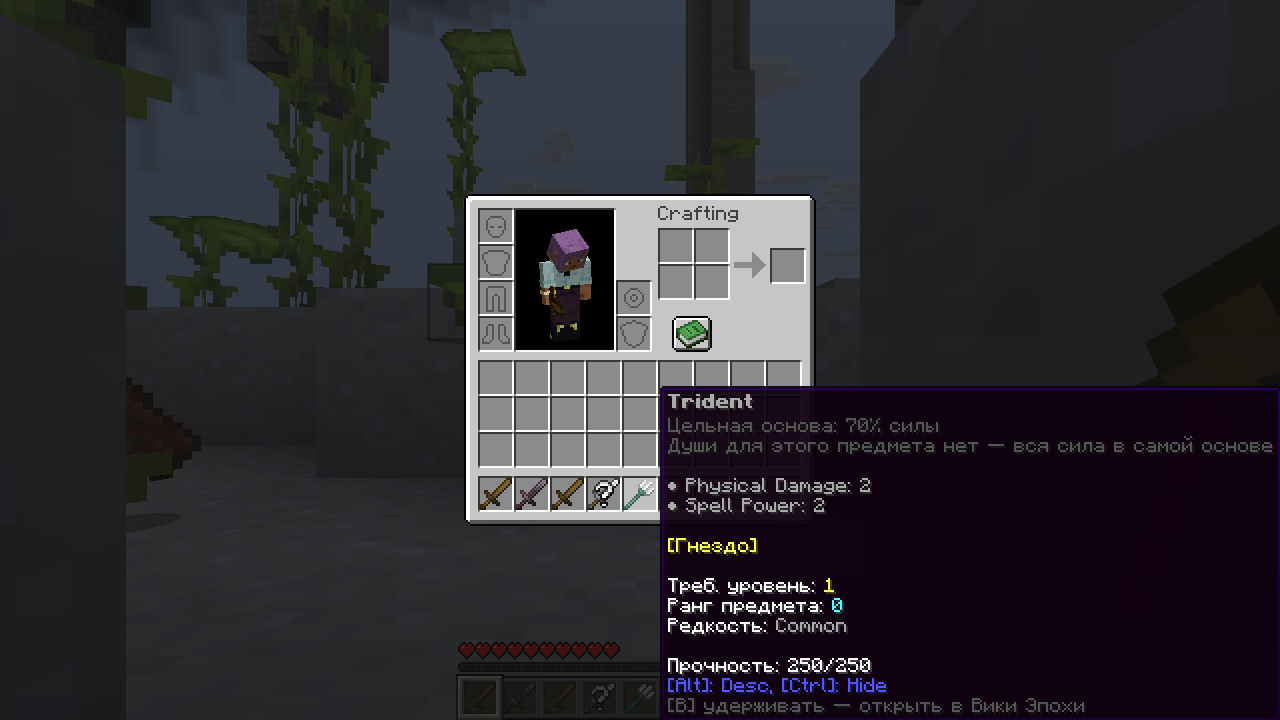 Crafting
Trident
Цельная основа: 70% силы
Души для этого предмета нет — вся сила в самой основе
• Physical Damage: 2
• Spell Power: 2
[Гнездо]
Треб. уровень: 1
Ранг предмета: 0
Редкость: Common
Прочность: 250/250
[Alt]: Desc, [Ctrl]: Hide
[B] удерживать — открыть в Вики Эпохи